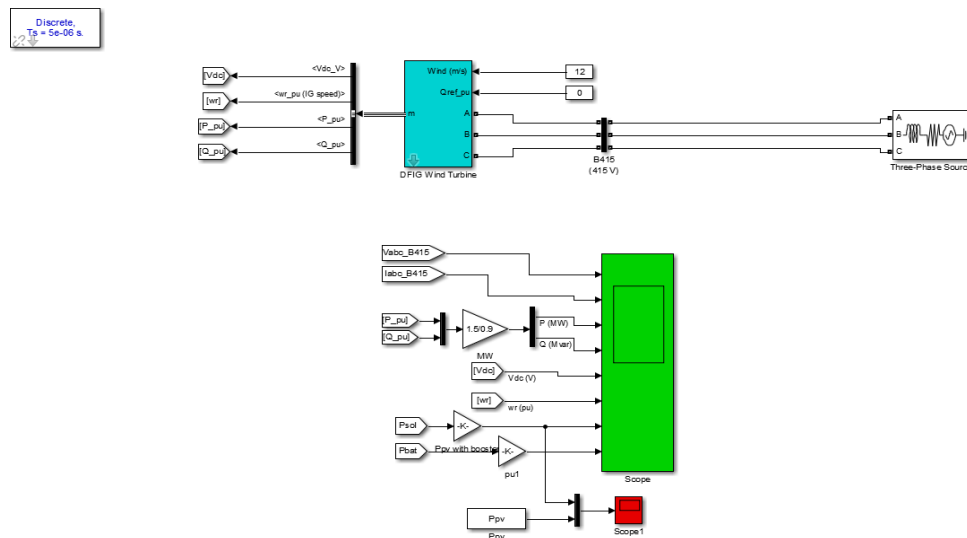 Discrete,
Ts = 5e-06 s.
<Vdc_V>
[Vdc]
<wr_pu (IG speed)>
[wr]
<P_pu>
[P_pu]
<Q_pu>
[Q_pu]
m
Wind (m/s)
Qref_pu
A
B
C
DFIG Wind Turbine
12
0
B415
(415 V)
A
B
C
Three-Phase Sourc
Vabc_B415
Iabc_B415
[P_pu]
[Q_pu]
1.5/0.9
MW
P (MW)
Q (Mvar)
[Vdc]
Vdc (V)
[wr]
wr (pu)
Psol
-K-
Pbat
Ppv with booster
-K-
pu1
Scope
Ppv
Ppv
Scope1